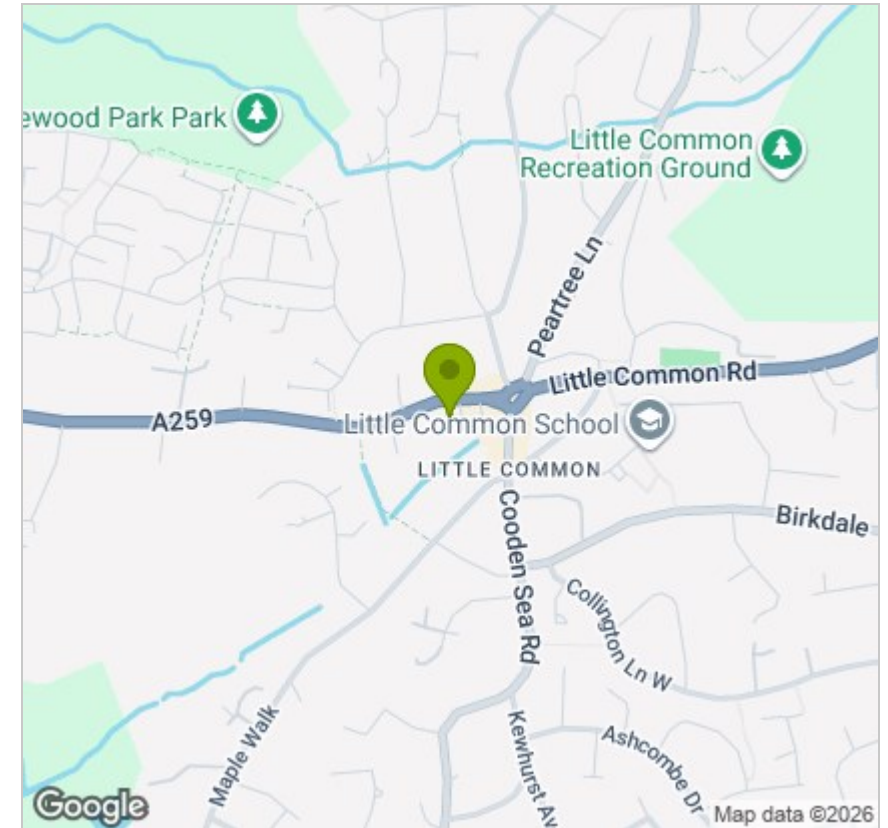 ewood Park Park
Little Common
Recreation Ground
Peartree Ln
Little Common Rd
A259
Little Common School
LITTLE COMMON
Cooden Sea Rd
Birkdale
Collington Ln W
Maple Walk
Kewhurst Av
Ashcombe Dr
Google
Map data ©2026